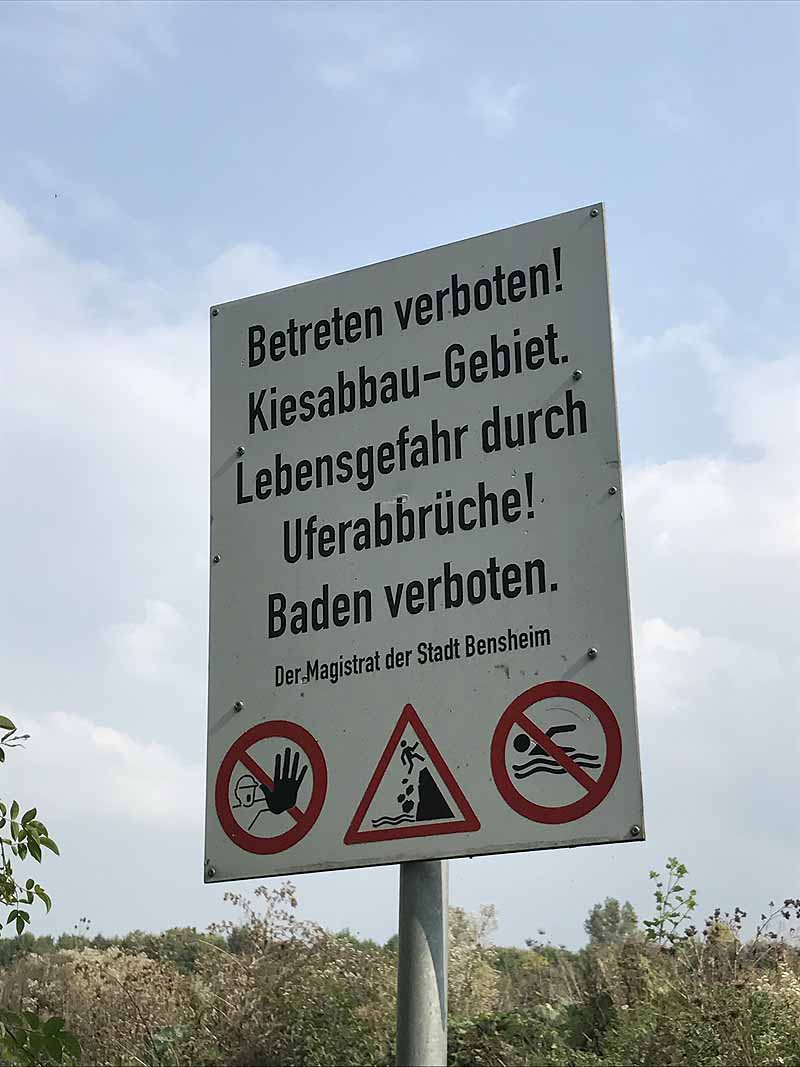 Betreten verboten!
Kiesabbau-Gebiet.
Lebensgefahr durch
Uferabbrüche!
Baden verboten.
Der Magistrat der Stadt Bensheim